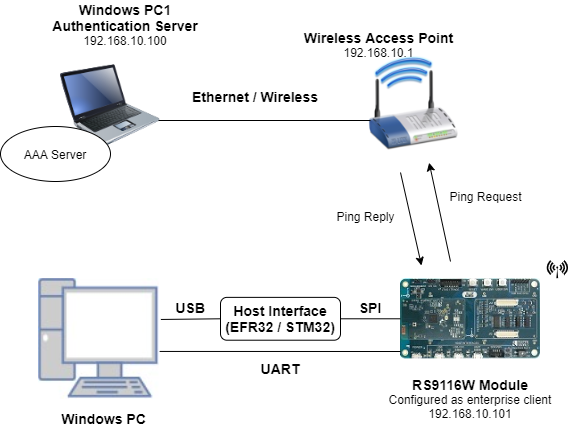 Windows PC1
Authentication Server
192.168.10.100
Wireless Access Point
192.168.10.1
Ethernet / Wireless
AAA Server
Ping Request
Ping Reply
USB
Host Interface
(EFR32 / STM32)
SPI
UART
RS9116W Module
Configured as enterprise client
192.168.10.101
Windows PC